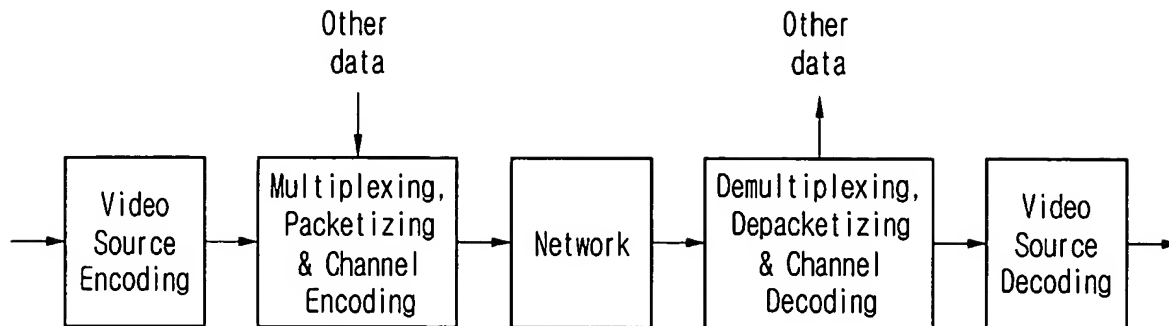 Other
data
Other
data
Video
Source
Encoding
Multiplexing,
Packetizing
& Channel
Encoding
Network
Demultiplexing,
Depacketizing
& Channel
Decoding
Video
Source
Decoding